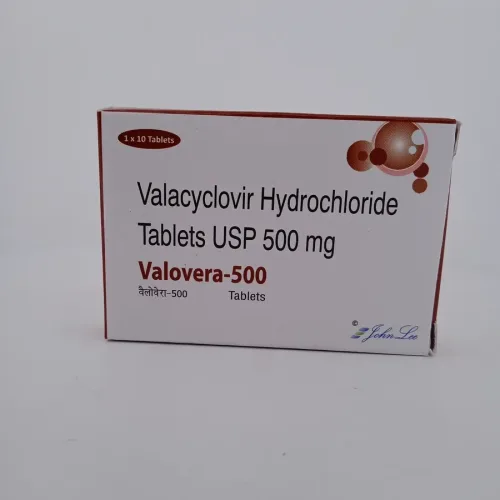 1 x 10 Tablets
Valacyclovir Hydrochloride
Tablets USP 500 mg
Valovera-500
वैलोवेरा-500 Tablets
© John Lee